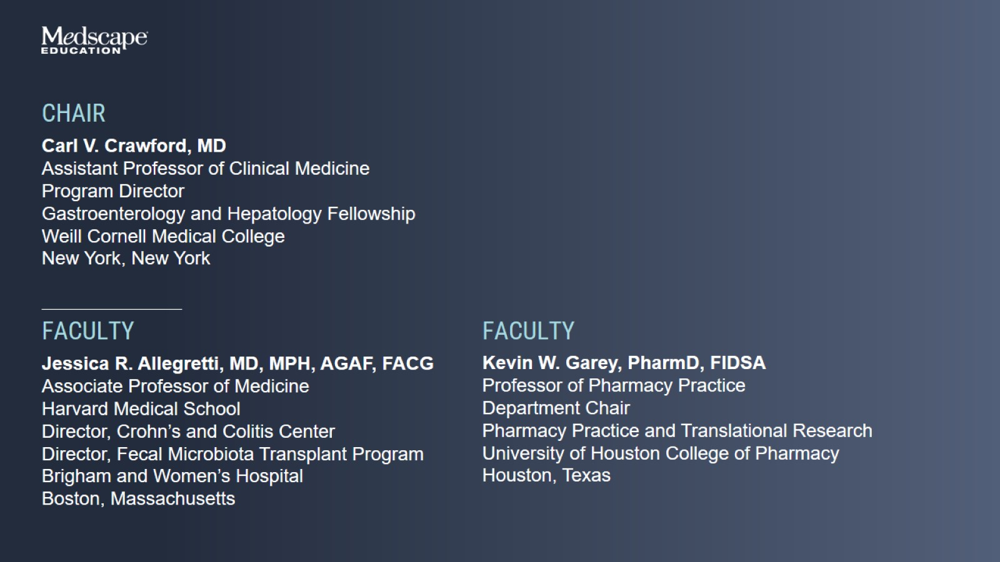 Medscape
EDUCATION
CHAIR
Carl V. Crawford, MD
Assistant Professor of Clinical Medicine
Program Director
Gastroenterology and Hepatology Fellowship
Weill Cornell Medical College
New York, New York
FACULTY
Jessica R. Allegretti, MD, MPH, AGAF, FACG
Associate Professor of Medicine
Harvard Medical School
Director, Crohn’s and Colitis Center
Director, Fecal Microbiota Transplant Program
Brigham and Women’s Hospital
Boston, Massachusetts
FACULTY
Kevin W. Garey, PharmD, FIDSA
Professor of Pharmacy Practice
Department Chair
Pharmacy Practice and Translational Research
University of Houston College of Pharmacy
Houston, Texas